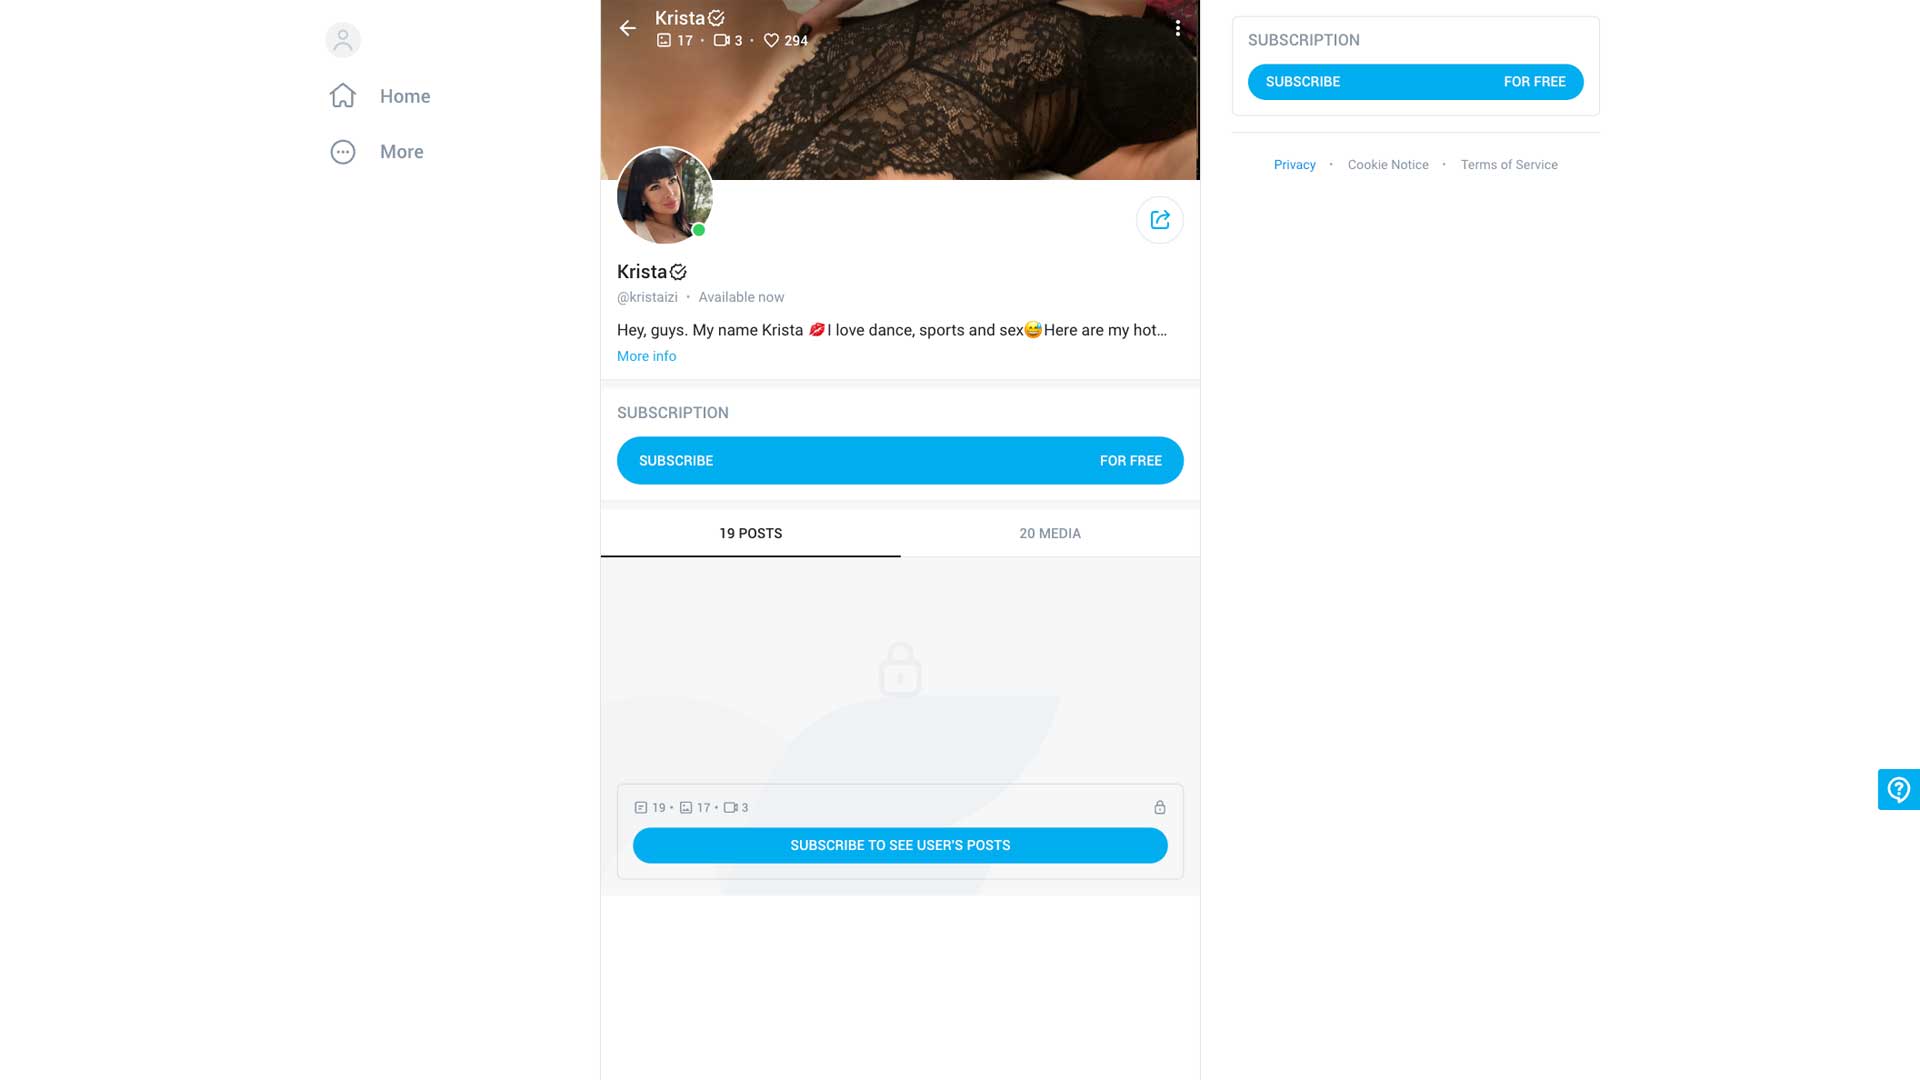 Krista
17 • 3 • 294
Home
More
Krista
@kristaizi • Available now
Hey, guys. My name Krista 💋I love dance, sports and sex😅Here are my hot…
More info
SUBSCRIPTION
SUBSCRIBE FOR FREE
19 POSTS
20 MEDIA
19 • 17 • 3
SUBSCRIBE TO SEE USER'S POSTS
SUBSCRIPTION
SUBSCRIBE FOR FREE
Privacy • Cookie Notice • Terms of Service